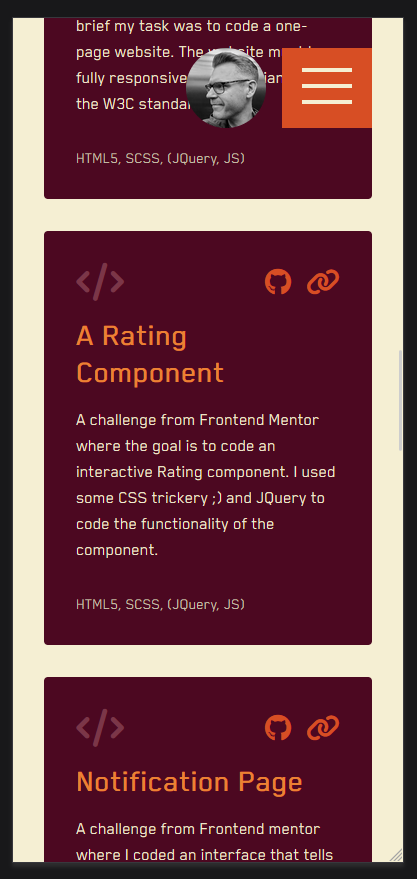 brief my task was to code a one-
page website. The website
fully responsive
the W3C
HTML5, SCSS, (JQuery, JS)
</>
A Rating
Component
A challenge from Frontend Mentor
where the goal is to code an
interactive Rating component. I used
some CSS trickery ;) and JQuery to
code the functionality of the
component.
HTML5, SCSS, (JQuery, JS)
</>
Notification Page
A challenge from Frontend mentor
where I coded an interface that tells